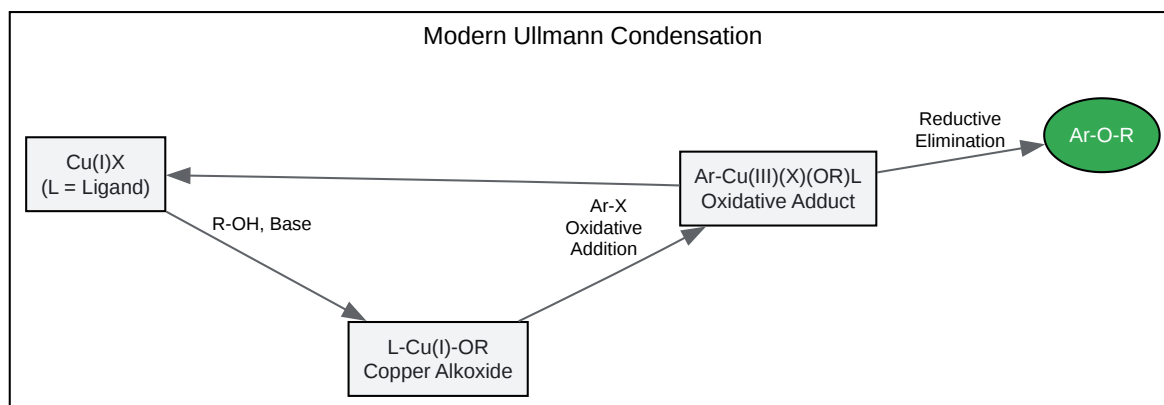 Modern Ullmann Condensation
Cu(I)X
(L = Ligand)
R-OH, Base
L-Cu(I)-OR
Copper Alkoxide
Ar-X
Oxidative
Addition
Ar-Cu(III)(X)(OR)L
Oxidative Adduct
Reductive
Elimination
Ar-O-R